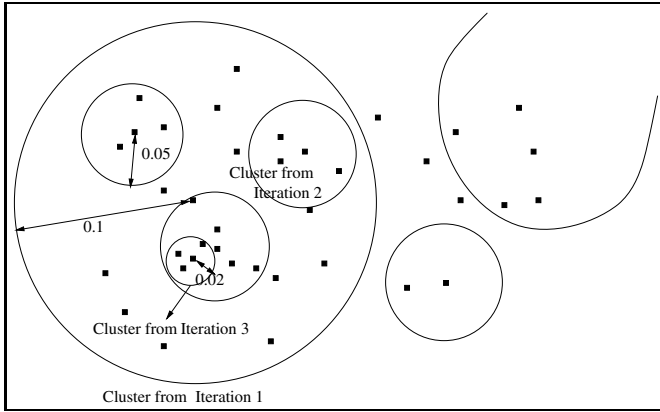 0.05
Cluster from
Iteration 2
0.1
0.02
Cluster from Iteration 3
Cluster from Iteration 1